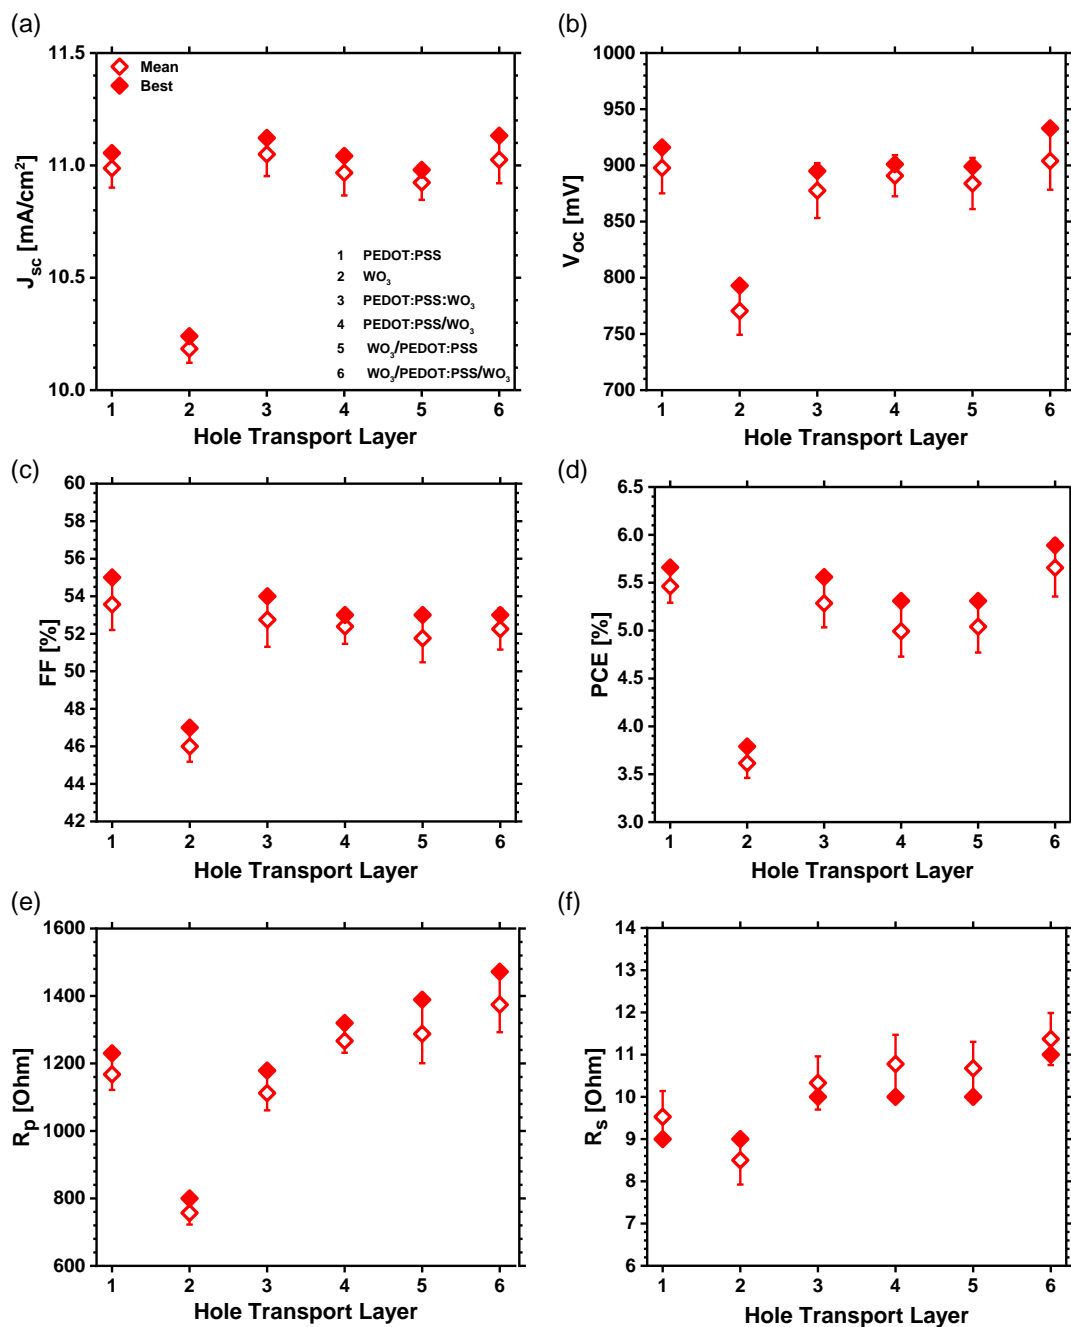 (a)
11.5
11.0
10.5
10.0
J_sc [mA/cm²]
Mean
Best
1 PEDOT:PSS
2 WO₃
3 PEDOT:PSS:WO₃
4 PEDOT:PSS/WO₃
5 WO₃/PEDOT:PSS
6 WO₃/PEDOT:PSS/WO₃
1 2 3 4 5 6
Hole Transport Layer
(b)
1000
950
900
850
800
750
700
V_OC [mV]
1 2 3 4 5 6
Hole Transport Layer
(c)
60
58
56
54
52
50
48
46
44
42
FF [%]
1 2 3 4 5 6
Hole Transport Layer
(d)
6.5
6.0
5.5
5.0
4.5
4.0
3.5
3.0
PCE [%]
1 2 3 4 5 6
Hole Transport Layer
(e)
1600
1400
1200
1000
800
600
R_p [Ohm]
1 2 3 4 5 6
Hole Transport Layer
(f)
14
13
12
11
10
9
8
7
6
R_s [Ohm]
1 2 3 4 5 6
Hole Transport Layer